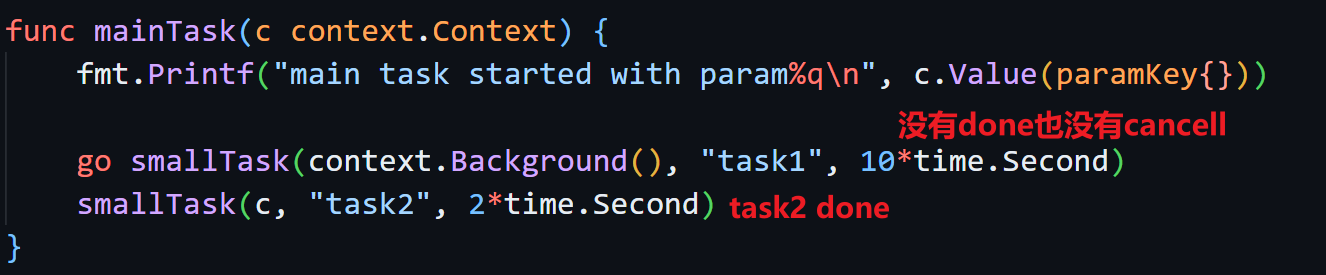 func mainTask(c context.Context) {
fmt.Printf("main task started with param%q\n", c.Value(paramKey{}))
没有done也没有cancell
go smallTask(context.Background(), "task1", 10*time.Second)
smallTask(c, "task2", 2*time.Second) task2 done
}